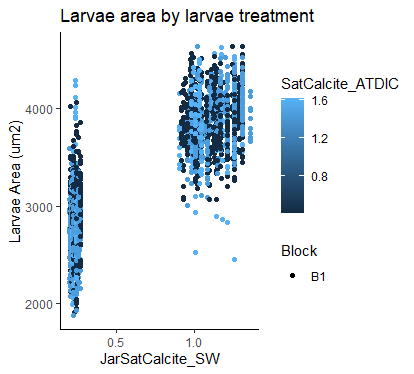 Larvae area by larvae treatment
Larvae Area (um2)
4000
3000
2000
0.5
1.0
JarSatCalcite_SW
SatCalcite_ATDIC
1.6
1.2
0.8
Block
B1